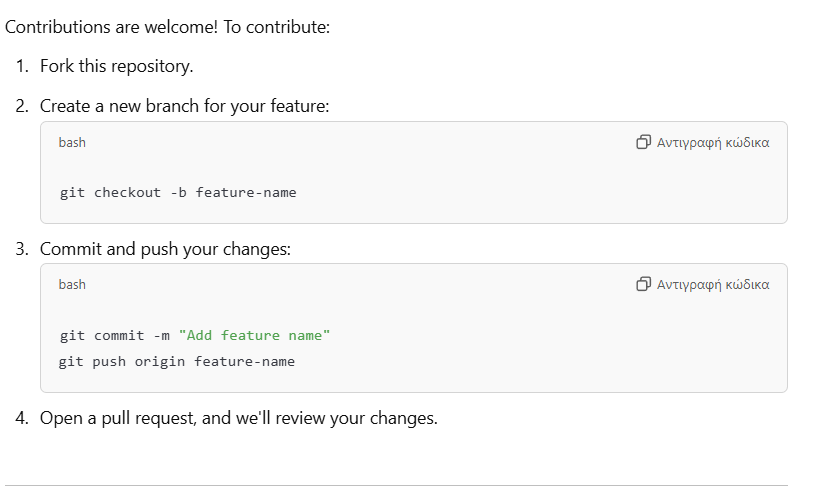 Contributions are welcome! To contribute:
1. Fork this repository.
2. Create a new branch for your feature:
bash Αντιγραφή κώδικα
git checkout -b feature-name
3. Commit and push your changes:
bash Αντιγραφή κώδικα
git commit -m "Add feature name"
git push origin feature-name
4. Open a pull request, and we'll review your changes.